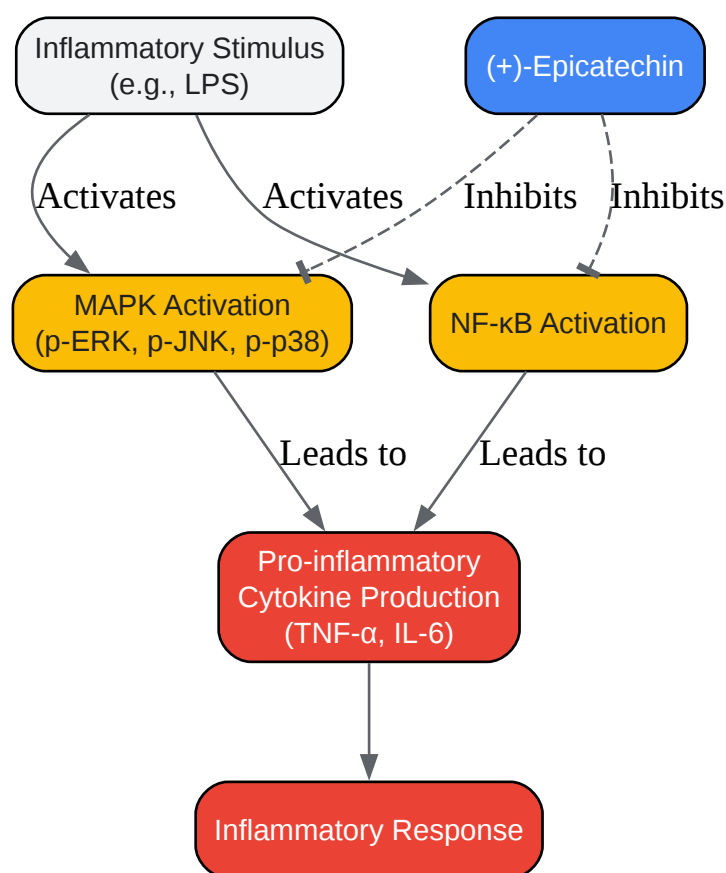 Inflammatory Stimulus
(e.g., LPS)
(+)-Epicatechin
Activates
Activates
Inhibits
Inhibits
MAPK Activation
(p-ERK, p-JNK, p-p38)
NF-κB Activation
Leads to
Leads to
Pro-inflammatory
Cytokine Production
(TNF-α, IL-6)
Inflammatory Response